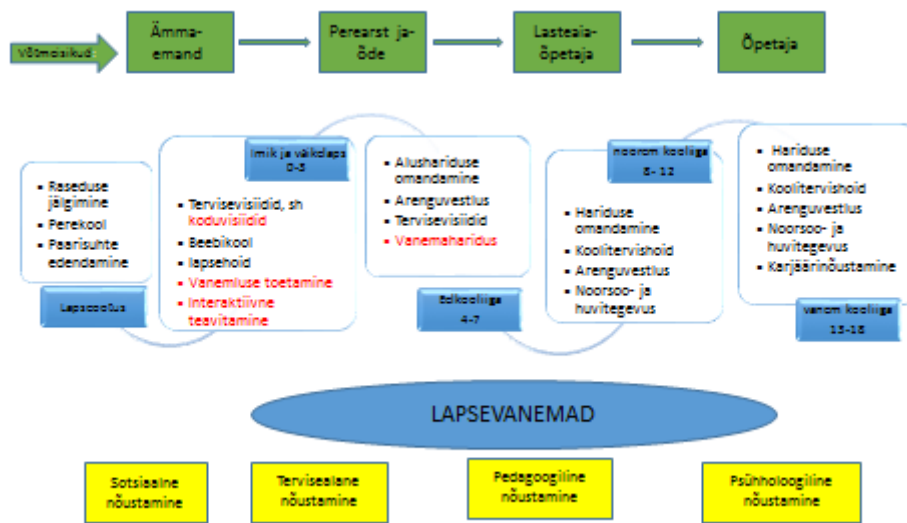 Võtmeisikud
Ämma-
emand
Perearst ja-
õde
Lasteaia-
õpetaja
Õpetaja
Raseduse
jälgimine
Perekool
Paarisuhte
edendamine
Lapseootus
Imik ja väikelaps
0-3
Tervisevisiidid, sh
koduvisiidid
Beebikool
lapsehoid
Vanemluse toetamine
Interaktiivne
teavitamine
Alushariduse
omandamine
Arenguvestlus
Tervisevisiidid
Vanemaharidus
Eelkooliiga
4-7
noorem kooliiga
8- 12
Hariduse
omandamine
Koolitervishoid
Arenguvestlus
Noorsoo- ja
huvitegevus
Hariduse
omandamine
Koolitervishoid
Arenguvestlus
Noorsoo- ja
huvitegevus
Karjäärinõustamine
vanem kooliiga
13-18
LAPSEVANEMAD
Sotsiaalne
nõustamine
Tervisealane
nõustamine
Pedagoogiline
nõustamine
Psühholoogiline
nõustamine